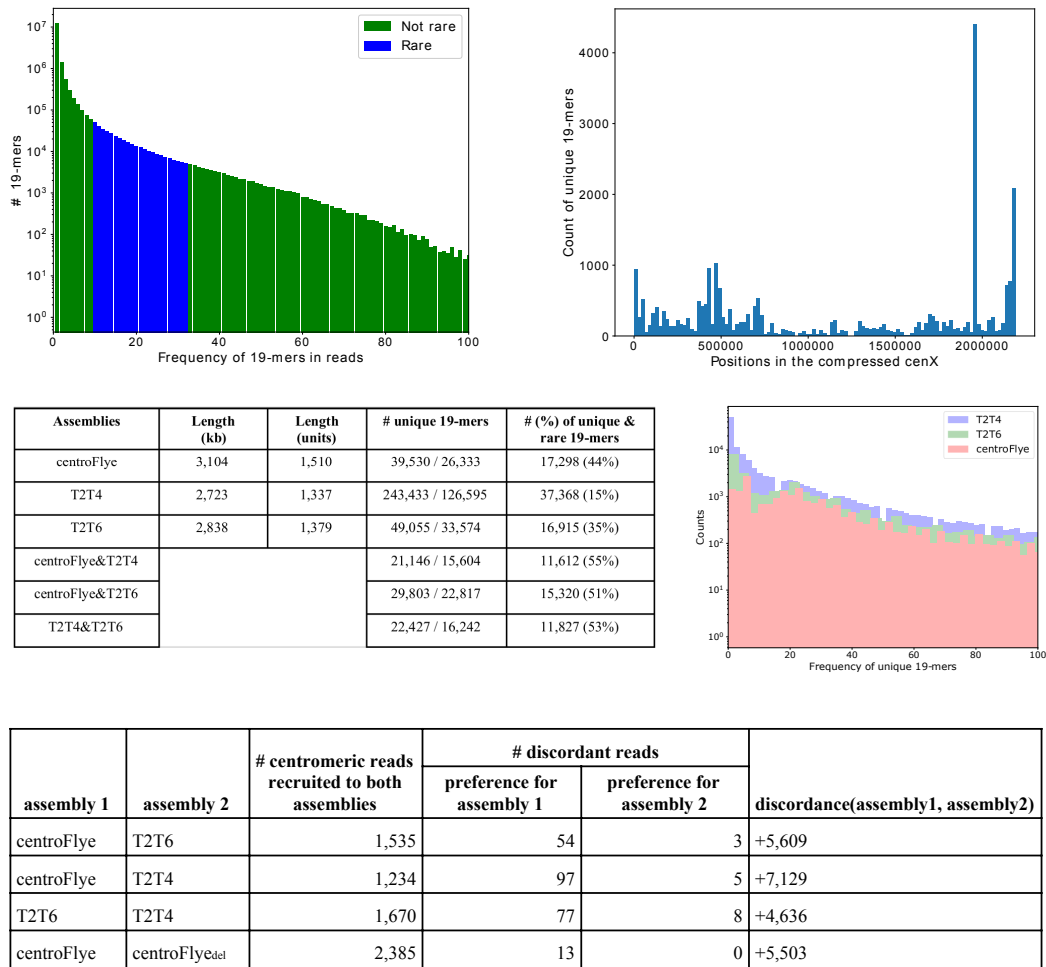 Not rare
Rare
# 19-mers
10^7
10^6
10^5
10^4
10^3
10^2
10^1
10^0
0 20 40 60 80 100
Frequency of 19-mers in reads
Count of unique 19-mers
4000
3000
2000
1000
0
0 500000 1000000 1500000 2000000
Positions in the compressed cenX
Assemblies Length (kb) Length (units) # unique 19-mers # (%) of unique & rare 19-mers
centroFlye 3,104 1,510 39,530 / 26,333 17,298 (44%)
T2T4 2,723 1,337 243,433 / 126,595 37,368 (15%)
T2T6 2,838 1,379 49,055 / 33,574 16,915 (35%)
centroFlye&T2T4 21,146 / 15,604 11,612 (55%)
centroFlye&T2T6 29,803 / 22,817 15,320 (51%)
T2T4&T2T6 22,427 / 16,242 11,827 (53%)
T2T4
T2T6
centroFlye
Counts
10^4
10^3
10^2
10^1
10^0
0 20 40 60 80 100
Frequency of unique 19-mers
assembly 1 assembly 2 # centromeric reads recruited to both assemblies # discordant reads discordance(assembly1, assembly2)
preference for assembly 1 preference for assembly 2
centroFlye T2T6 1,535 54 3 +5,609
centroFlye T2T4 1,234 97 5 +7,129
T2T6 T2T4 1,670 77 8 +4,636
centroFlye centroFlyedel 2,385 13 0 +5,503